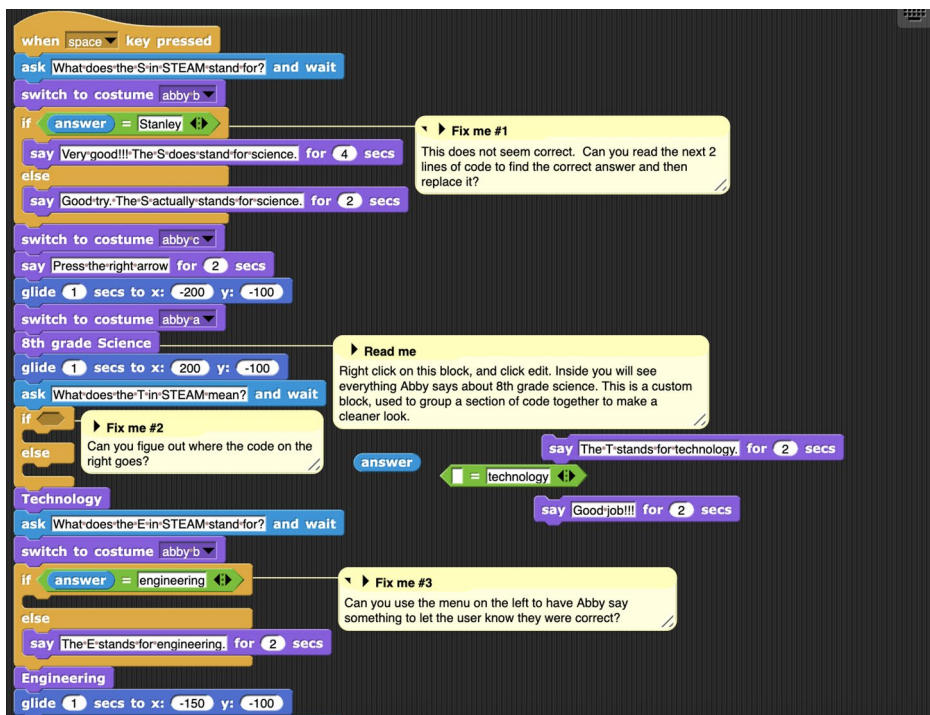 when space key pressed
ask What does the S in STEAM stand for? and wait
switch to costume abby b
if answer = Stanley
say Very good!!! The S does stand for science. for 4 secs
else
say Good try. The S actually stands for science. for 2 secs
Fix me #1
This does not seem correct. Can you read the next 2
lines of code to find the correct answer and then
replace it?
switch to costume abby c
say Press the right arrow for 2 secs
glide 1 secs to x: -200 y: -100
switch to costume abby a
8th grade Science
Read me
Right click on this block, and click edit. Inside you will see
everything Abby says about 8th grade science. This is a custom
block, used to group a section of code together to make a
cleaner look.
glide 1 secs to x: 200 y: -100
ask What does the T in STEAM mean? and wait
if
else
Fix me #2
Can you figue out where the code on the
right goes?
say The T stands for technology. for 2 secs
answer
= technology
say Good job!!! for 2 secs
Technology
ask What does the E in STEAM stand for? and wait
switch to costume abby b
if answer = engineering
else
say The E stands for engineering. for 2 secs
Fix me #3
Can you use the menu on the left to have Abby say
something to let the user know they were correct?
Engineering
glide 1 secs to x: -150 y: -100